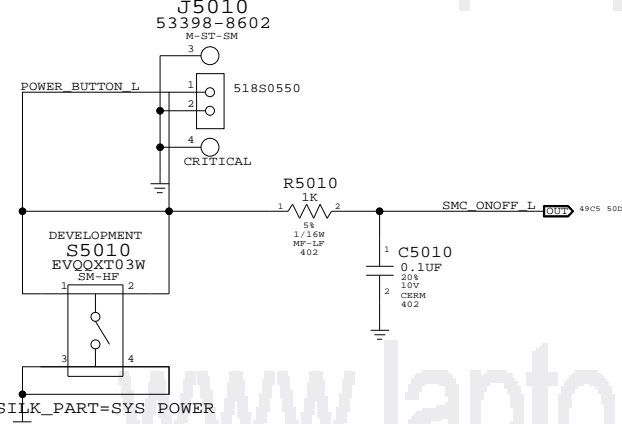 J5010
53398-8602
M-ST-SM
3
POWER_BUTTON_L
1
518S0550
2
4
CRITICAL
R5010
1K
1
2
5%
1/16W
MF-LF
402
SMC_ONOFF_L
OUT
49C5 50D
DEVELOPMENT
S5010
EVQQXT03W
SM-HF
1
2
3
4
SILK_PART=SYS POWER
1
C5010
0.1UF
20%
10V
2
CERM
402
www.lapto